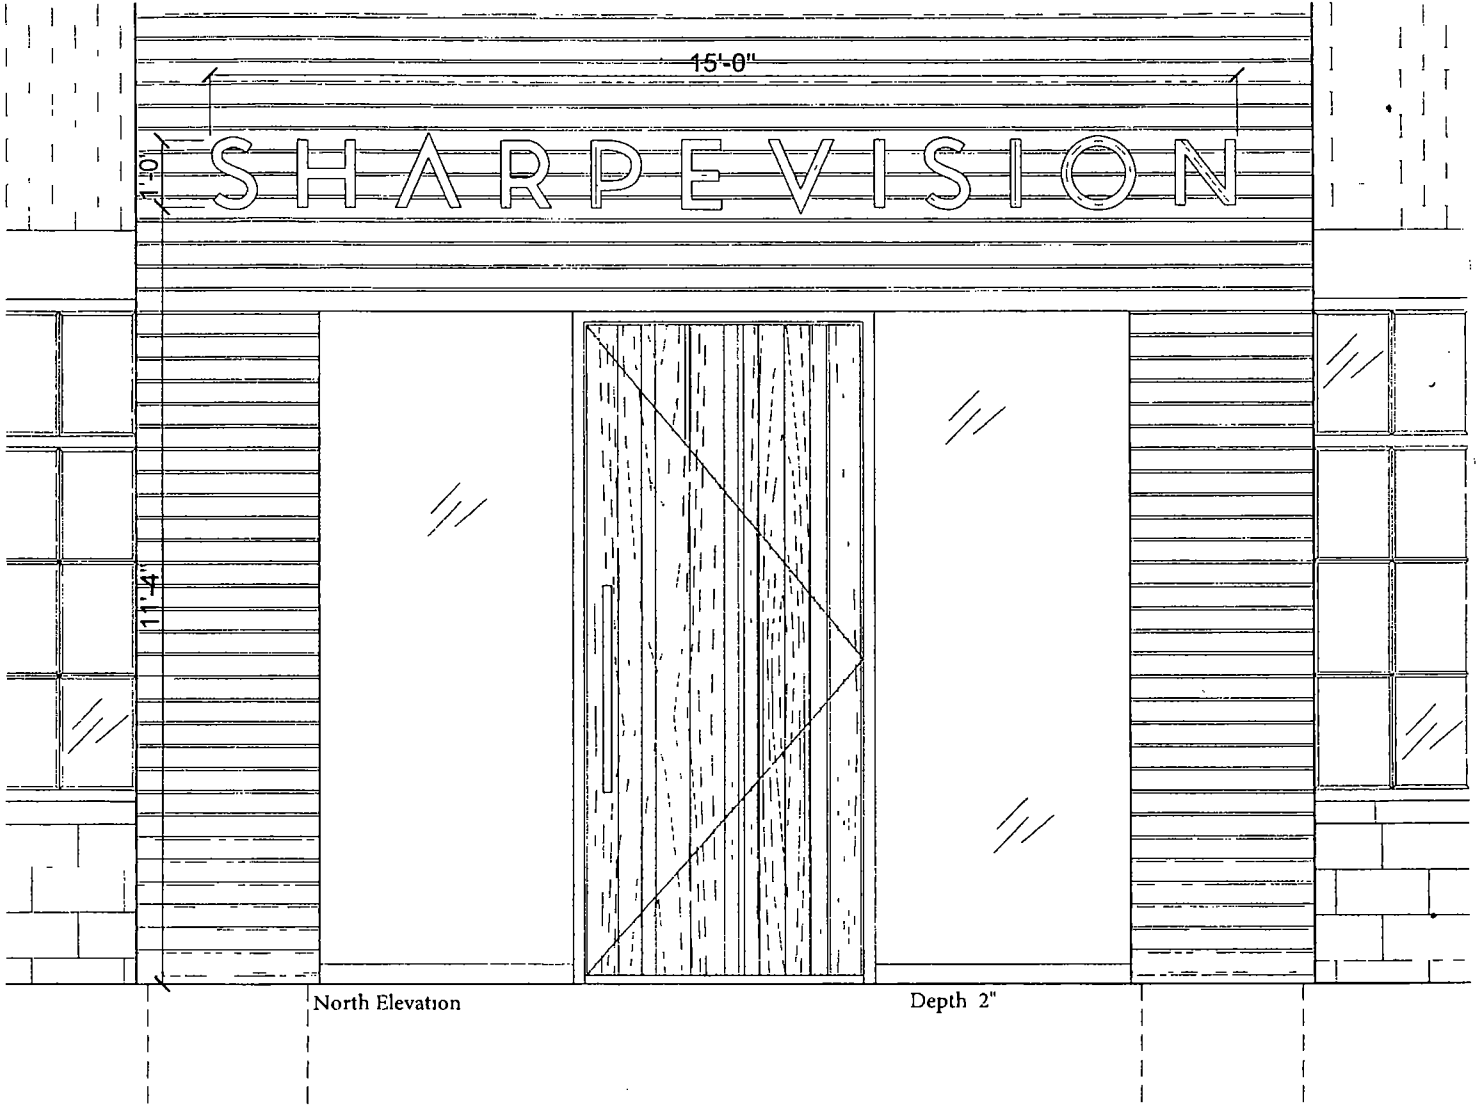 15'-0"
SHARPEVISION
1'-0"
11'-4"
North Elevation
Depth 2"